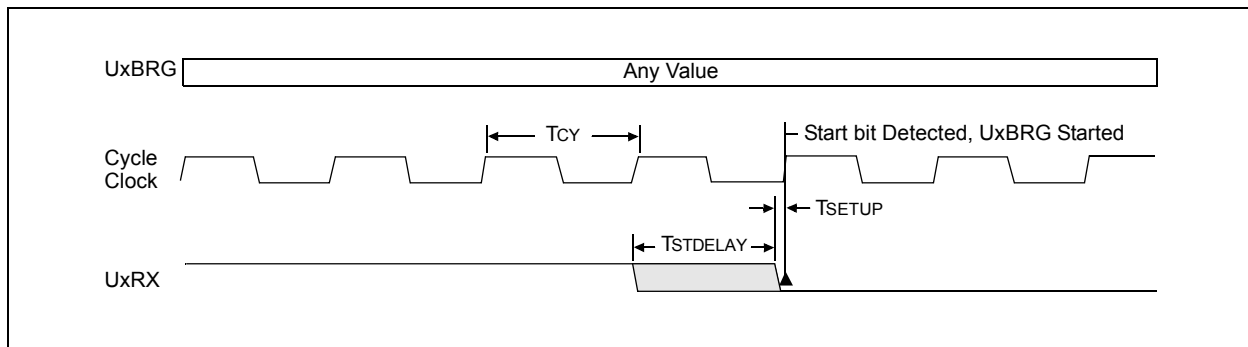 UxBRG
Any Value
TCY
Start bit Detected, UxBRG Started
Cycle
Clock
TSETUP
TSTDELAY
UxRX